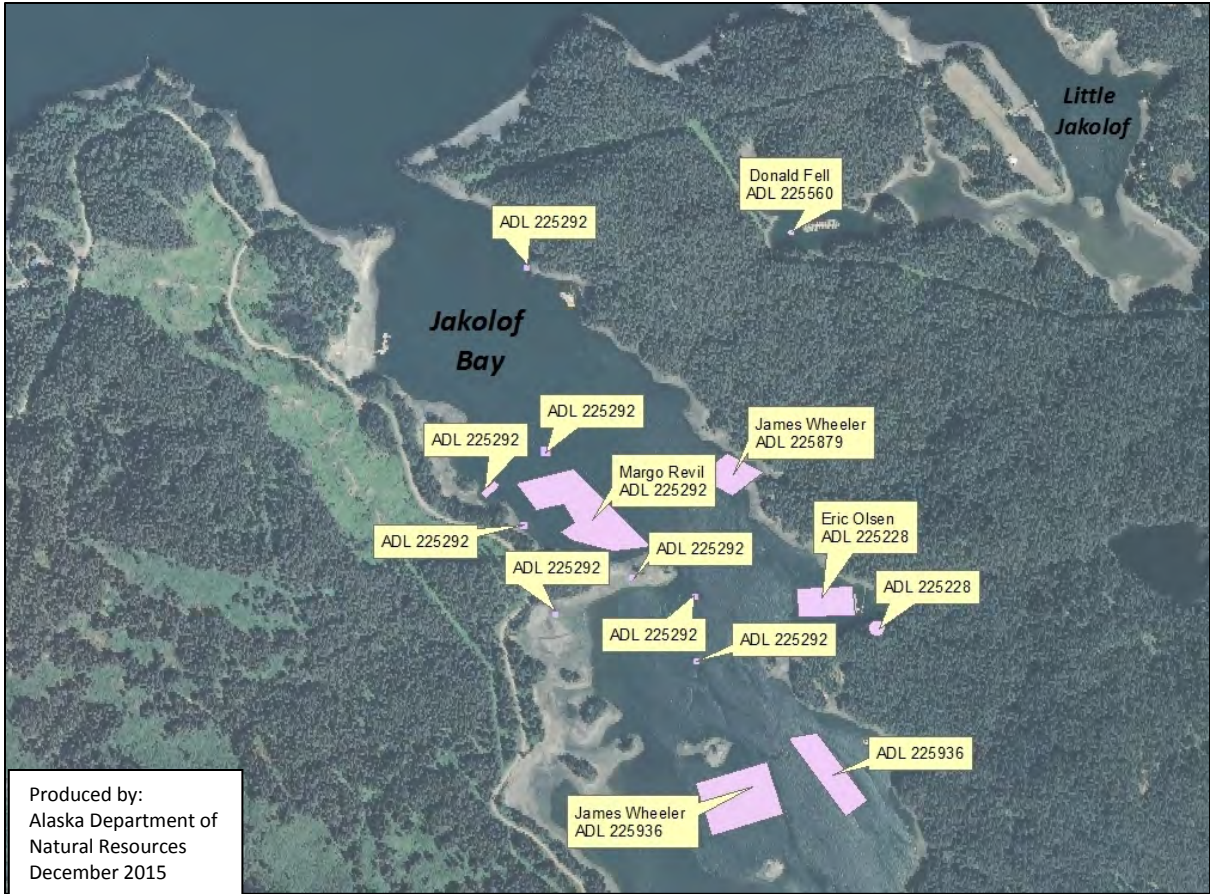 Little
Jakolof
Donald Fell
ADL 225560
ADL 225292
Jakolof
Bay
ADL 225292
James Wheeler
ADL 225879
ADL 225292
Margo Revil
ADL 225292
Eric Olsen
ADL 225228
ADL 225292
ADL 225292
ADL 225292
ADL 225228
ADL 225292
ADL 225292
ADL 225936
James Wheeler
ADL 225936
Produced by:
Alaska Department of
Natural Resources
December 2015